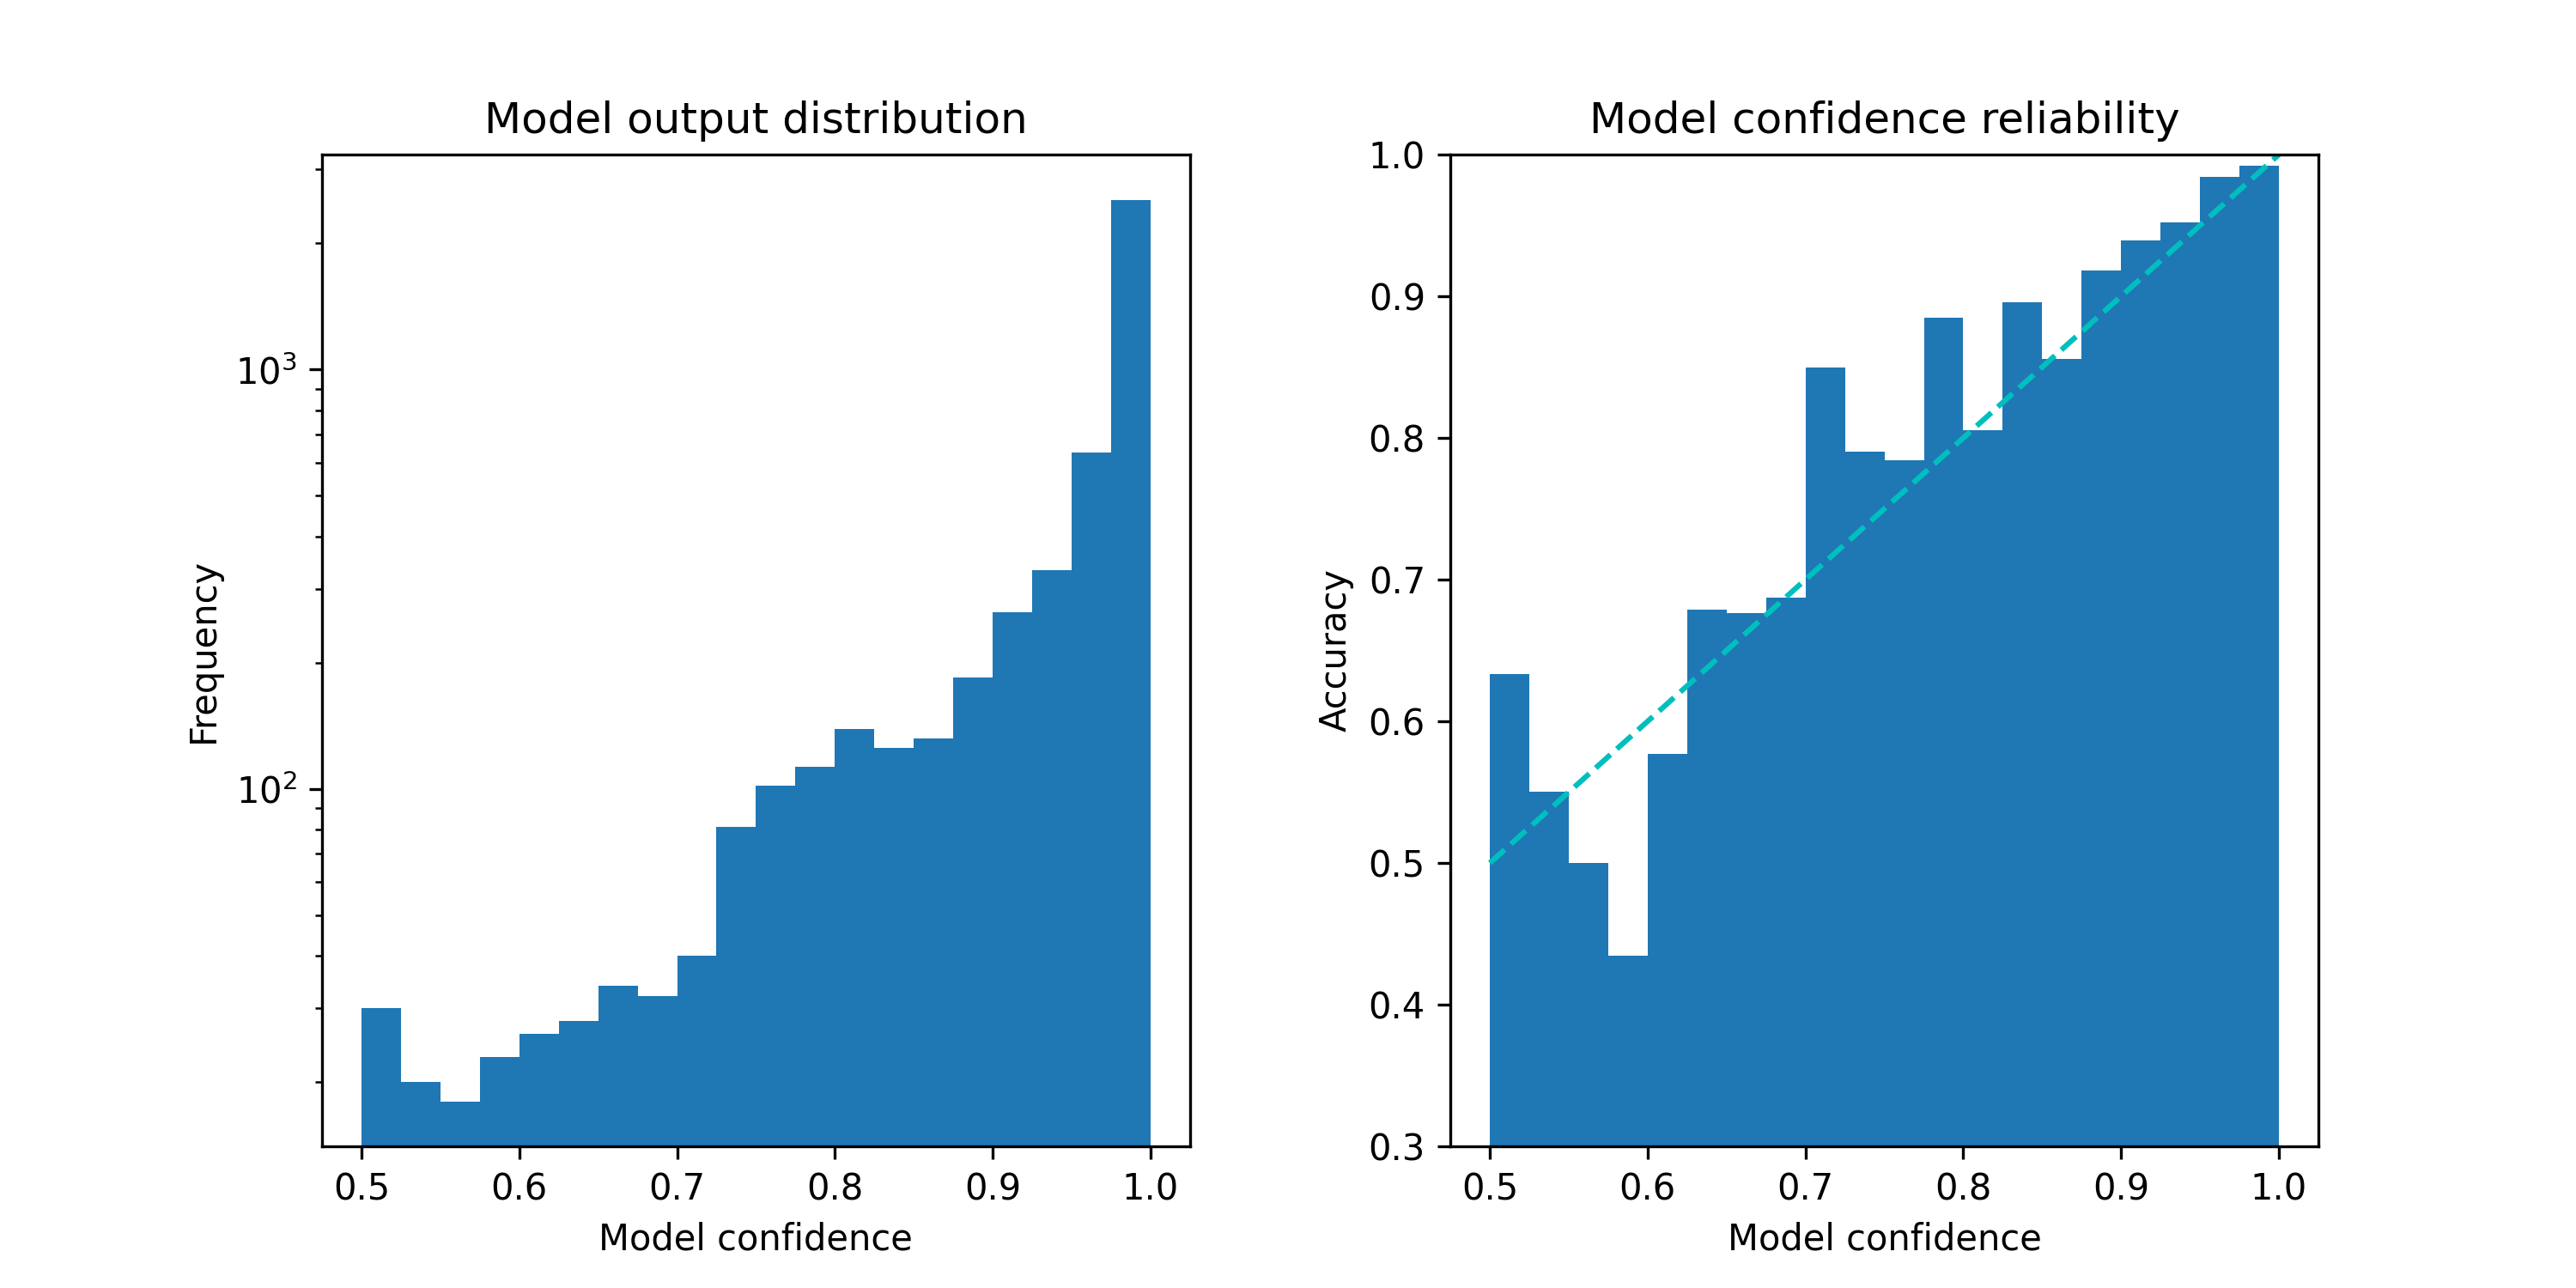 Model output distribution
Frequency
10³
10²
0.5 0.6 0.7 0.8 0.9 1.0
Model confidence
Model confidence reliability
Accuracy
1.0
0.9
0.8
0.7
0.6
0.5
0.4
0.3
0.5 0.6 0.7 0.8 0.9 1.0
Model confidence